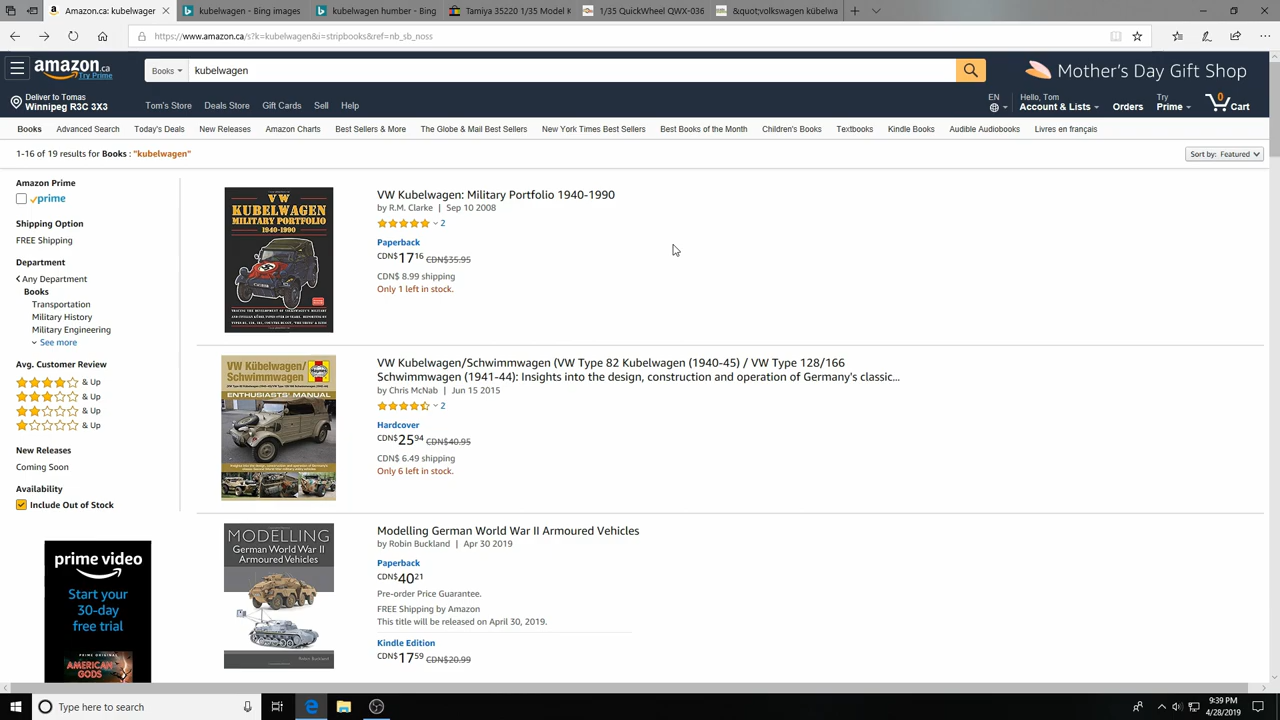 Amazon.ca: kubelwagen
kubelwagen - Bing images
kubelwagen number - Bing
Tamiya 35220 1/35 Model K
1/35 QuickWheel QWX-036
&quot;volkswagen kübelwa
https://www.amazon.ca/s?k=kubelwagen&i=stripbooks&ref=nb_sb_noss
amazon.ca
Try Prime
Books
kubelwagen
Mother's Day Gift Shop
Deliver to Tomas
Winnipeg R3C 3X3
Tom's Store
Deals Store
Gift Cards
Sell
Help
EN
Hello, Tom
Account & Lists
Orders
Try
Prime
0
Cart
Books
Advanced Search
Today's Deals
New Releases
Amazon Charts
Best Sellers & More
The Globe & Mail Best Sellers
New York Times Best Sellers
Best Books of the Month
Children's Books
Textbooks
Kindle Books
Audible Audiobooks
Livres en français
1-16 of 19 results for Books : "kubelwagen"
Sort by: Featured
Amazon Prime
prime
Shipping Option
FREE Shipping
Department
Any Department
Books
Transportation
Military History
Military Engineering
See more
Avg. Customer Review
& Up
& Up
& Up
& Up
New Releases
Coming Soon
Availability
Include Out of Stock
prime video
Start your
30-day
free trial
PRIME ORIGINAL
AMERICAN
GODS
VW
KUBELWAGEN
MILITARY PORTFOLIO
1940-1990
VW Kubelwagen: Military Portfolio 1940-1990
by R.M. Clarke | Sep 10 2008
2
Paperback
CDN$ 17 16 CDN$35.95
CDN$ 8.99 shipping
Only 1 left in stock.
VW Kübelwagen/
Schwimmwagen
Haynes
ENTHUSIASTS' MANUAL
VW Kubelwagen/Schwimmwagen (VW Type 82 Kubelwagen (1940-45) / VW Type 128/166
Schwimmwagen (1941-44): Insights into the design, construction and operation of Germany's classic...
by Chris McNab | Jun 15 2015
2
Hardcover
CDN$ 25 94 CDN$40.95
CDN$ 6.49 shipping
Only 6 left in stock.
MODELLING
German World War II
Armoured Vehicles
Robin Buckland
Modelling German World War II Armoured Vehicles
by Robin Buckland | Apr 30 2019
Paperback
CDN$ 40 21
Pre-order Price Guarantee.
FREE Shipping by Amazon
This title will be released on April 30, 2019.
Kindle Edition
CDN$ 17 59 CDN$20.99
Type here to search
9:39 PM
4/28/2019